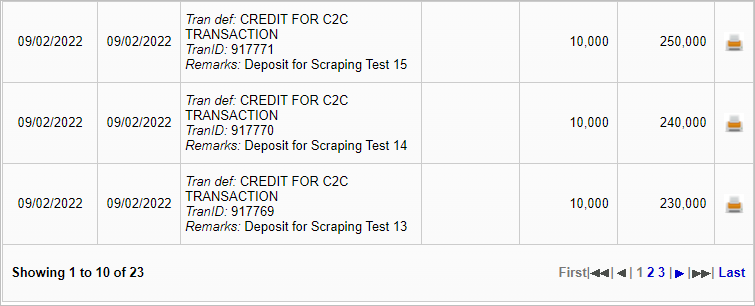 09/02/2022 09/02/2022 Tran def: CREDIT FOR C2C
TRANSACTION
TranID: 917771
Remarks: Deposit for Scraping Test 15 10,000 250,000
09/02/2022 09/02/2022 Tran def: CREDIT FOR C2C
TRANSACTION
TranID: 917770
Remarks: Deposit for Scraping Test 14 10,000 240,000
09/02/2022 09/02/2022 Tran def: CREDIT FOR C2C
TRANSACTION
TranID: 917769
Remarks: Deposit for Scraping Test 13 10,000 230,000
Showing 1 to 10 of 23 First|◀◀| ◀ | 1 2 3 | ▶ |▶▶| Last